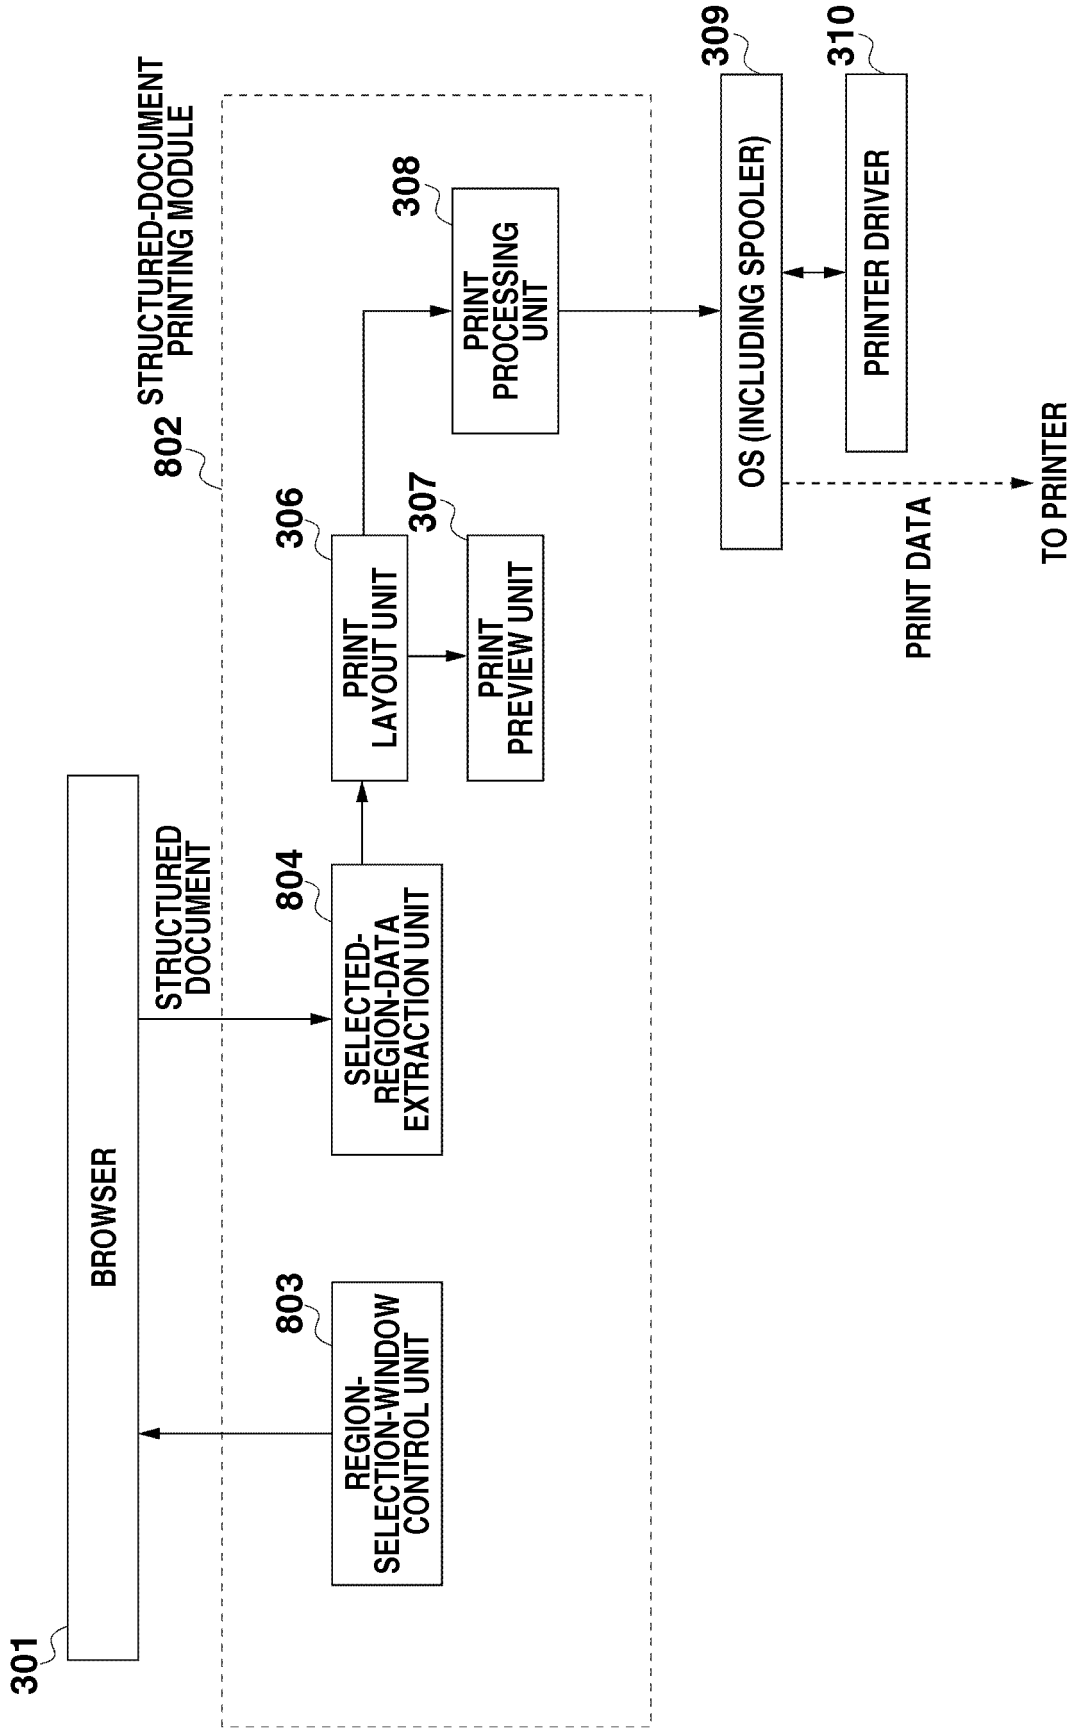 301
BROWSER
STRUCTURED
DOCUMENT
802
STRUCTURED-DOCUMENT
PRINTING MODULE
803
REGION-
SELECTION-WINDOW
CONTROL UNIT
804
SELECTED-
REGION-DATA
EXTRACTION UNIT
306
PRINT
LAYOUT UNIT
307
PRINT
PREVIEW UNIT
308
PRINT
PROCESSING
UNIT
309
OS (INCLUDING SPOOLER)
310
PRINTER DRIVER
PRINT DATA
TO PRINTER